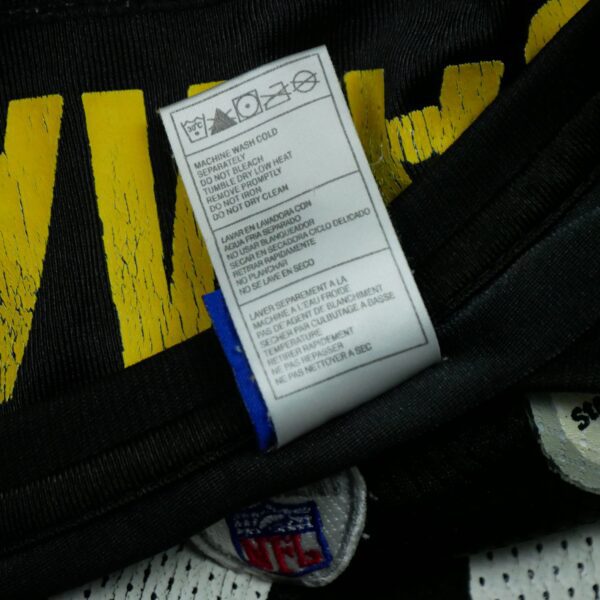 30°C
MACHINE WASH COLD
SEPARATELY
DO NOT BLEACH
TUMBLE DRY LOW HEAT
REMOVE PROMPTLY
DO NOT IRON
DO NOT DRY CLEAN
LAVAR EN LAVADORA CON
AGUA FRIA SEPARADO
NO USAR BLANQUEADOR
SECAR EN SECADORA CICLO DELICADO
RETIRAR RAPIDAMENTE
NO PLANCHAR
NO SE LAVE EN SECO
LAVER SEPAREMENT A LA
MACHINE A L'EAU FROIDE
PAS DE AGENT DE BLANCHIMENT
SECHER PAR CULBUTAGE A BASSE
TEMPERATURE
RETIRER RAPIDEMENT
NE PAS REPASSER
NE PAS NETTOYER A SEC
NFL